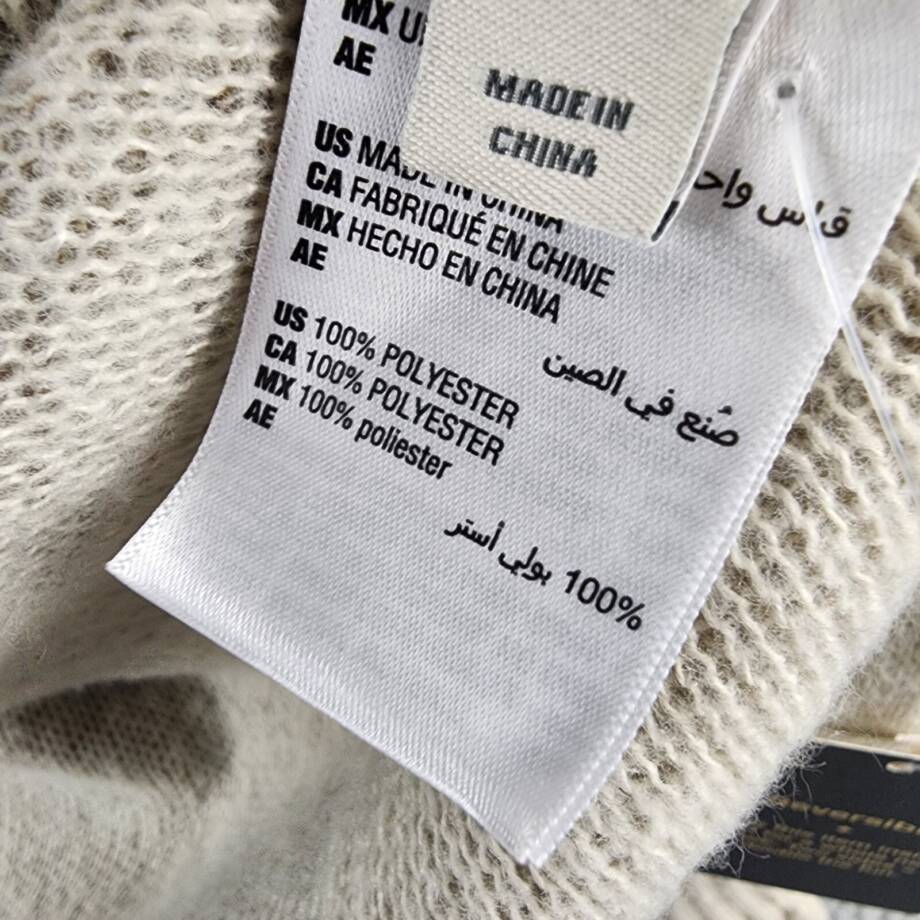 MX U
AE
MADE IN
CHINA
US MADE IN CHINA
CA FABRIQUÉ EN CHINE
MX HECHO EN CHINA
AE
صُنع في الصين
US 100% POLYESTER
CA 100% POLYESTER
MX 100% poliester
AE
100% بولي أستر